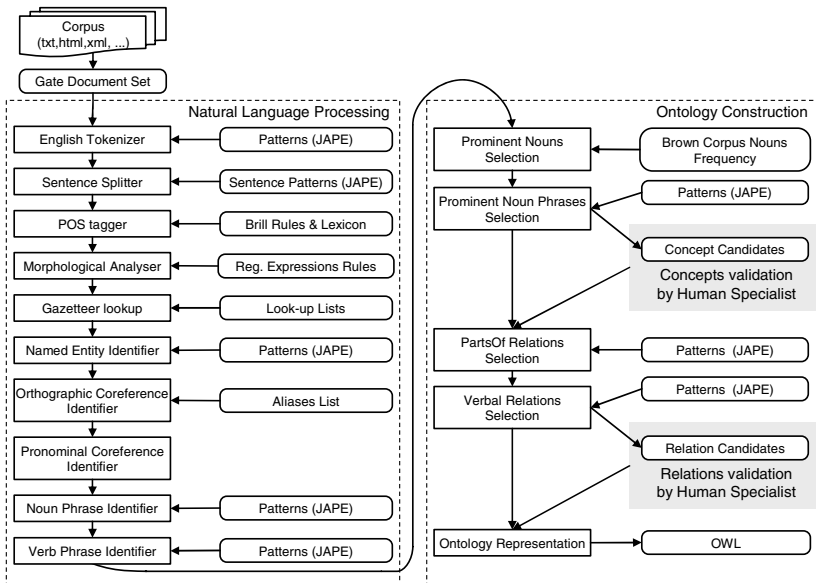 Corpus
(txt,html,xml, ...)
Gate Document Set
Natural Language Processing
English Tokenizer
Patterns (JAPE)
Sentence Splitter
Sentence Patterns (JAPE)
POS tagger
Brill Rules & Lexicon
Morphological Analyser
Reg. Expressions Rules
Gazetteer lookup
Look-up Lists
Named Entity Identifier
Patterns (JAPE)
Orthographic Coreference
Identifier
Aliases List
Pronominal Coreference
Identifier
Noun Phrase Identifier
Patterns (JAPE)
Verb Phrase Identifier
Patterns (JAPE)
Ontology Construction
Prominent Nouns
Selection
Brown Corpus Nouns
Frequency
Prominent Noun Phrases
Selection
Patterns (JAPE)
Concept Candidates
Concepts validation
by Human Specialist
PartsOf Relations
Selection
Patterns (JAPE)
Verbal Relations
Selection
Patterns (JAPE)
Relation Candidates
Relations validation
by Human Specialist
Ontology Representation
OWL